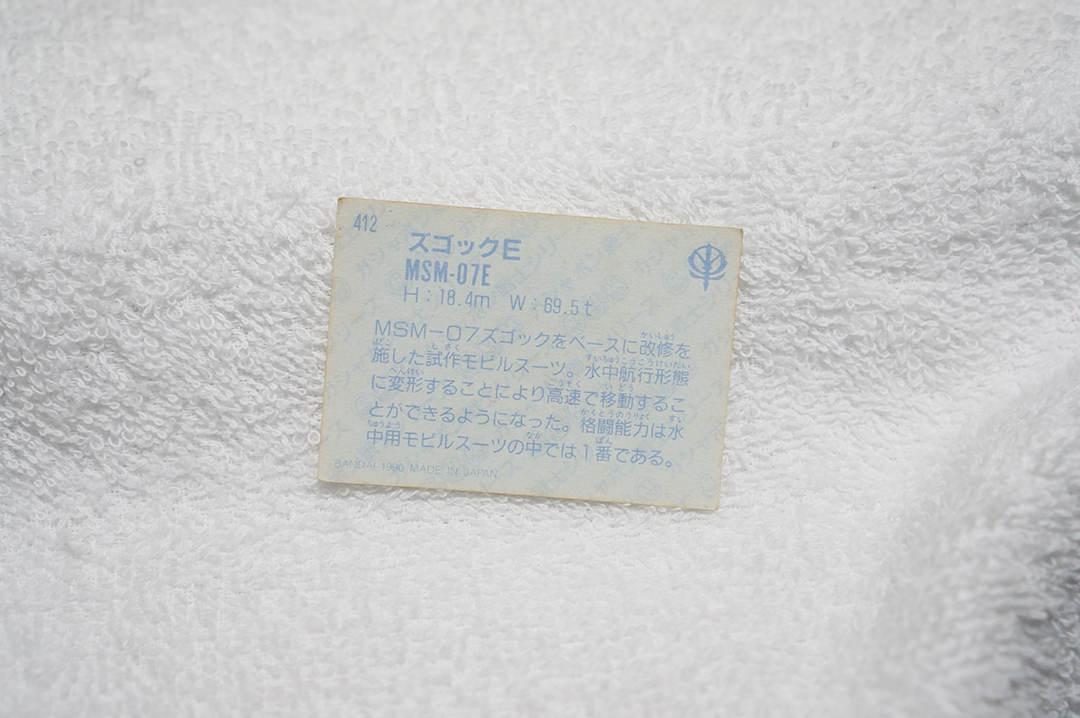 412
ズゴックE
MSM-07E
H:18.4m W:69.5t
MSM-07ズゴックをベースに改修を
施した試作モビルスーツ。水中航行形態
に変形することにより高速で移動するこ
とができるようになった。格闘能力は水
中用モビルスーツの中では1番である。
BANDAI 1990 MADE IN JAPAN